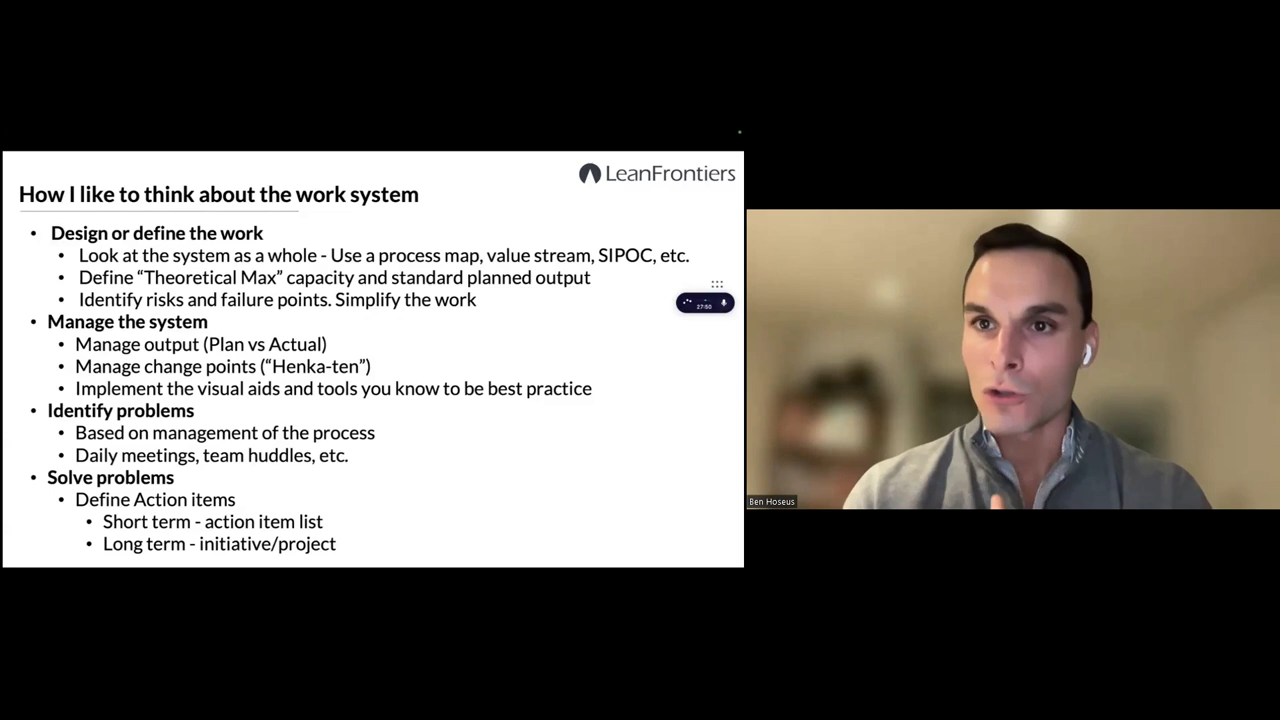 LeanFrontiers
How I like to think about the work system
• Design or define the work
• Look at the system as a whole - Use a process map, value stream, SIPOC, etc.
• Define “Theoretical Max” capacity and standard planned output
• Identify risks and failure points. Simplify the work
• Manage the system
• Manage output (Plan vs Actual)
• Manage change points (“Henka-ten”)
• Implement the visual aids and tools you know to be best practice
• Identify problems
• Based on management of the process
• Daily meetings, team huddles, etc.
• Solve problems
• Define Action items
• Short term - action item list
• Long term - initiative/project
27:50
Ben Hoseus